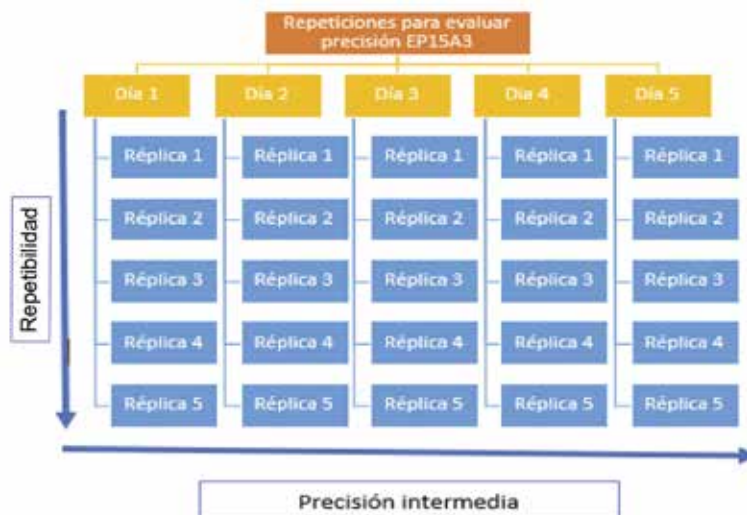 Repeticiones para evaluar
precisión EP15A3
Día 1
Día 2
Día 3
Día 4
Día 5
Réplica 1
Réplica 1
Réplica 1
Réplica 1
Réplica 1
Réplica 2
Réplica 2
Réplica 2
Réplica 2
Réplica 2
Réplica 3
Réplica 3
Réplica 3
Réplica 3
Réplica 3
Réplica 4
Réplica 4
Réplica 4
Réplica 4
Réplica 4
Réplica 5
Réplica 5
Réplica 5
Réplica 5
Réplica 5
Repetibilidad
Precisión intermedia